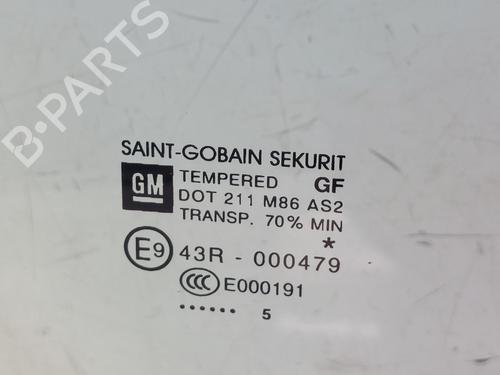 B-PARTS
SAINT-GOBAIN SEKURIT
GM TEMPERED GF
DOT 211 M86 AS2
TRANSP. 70% MIN
*
E9 43R - 000479
CCC E000191
...... 5